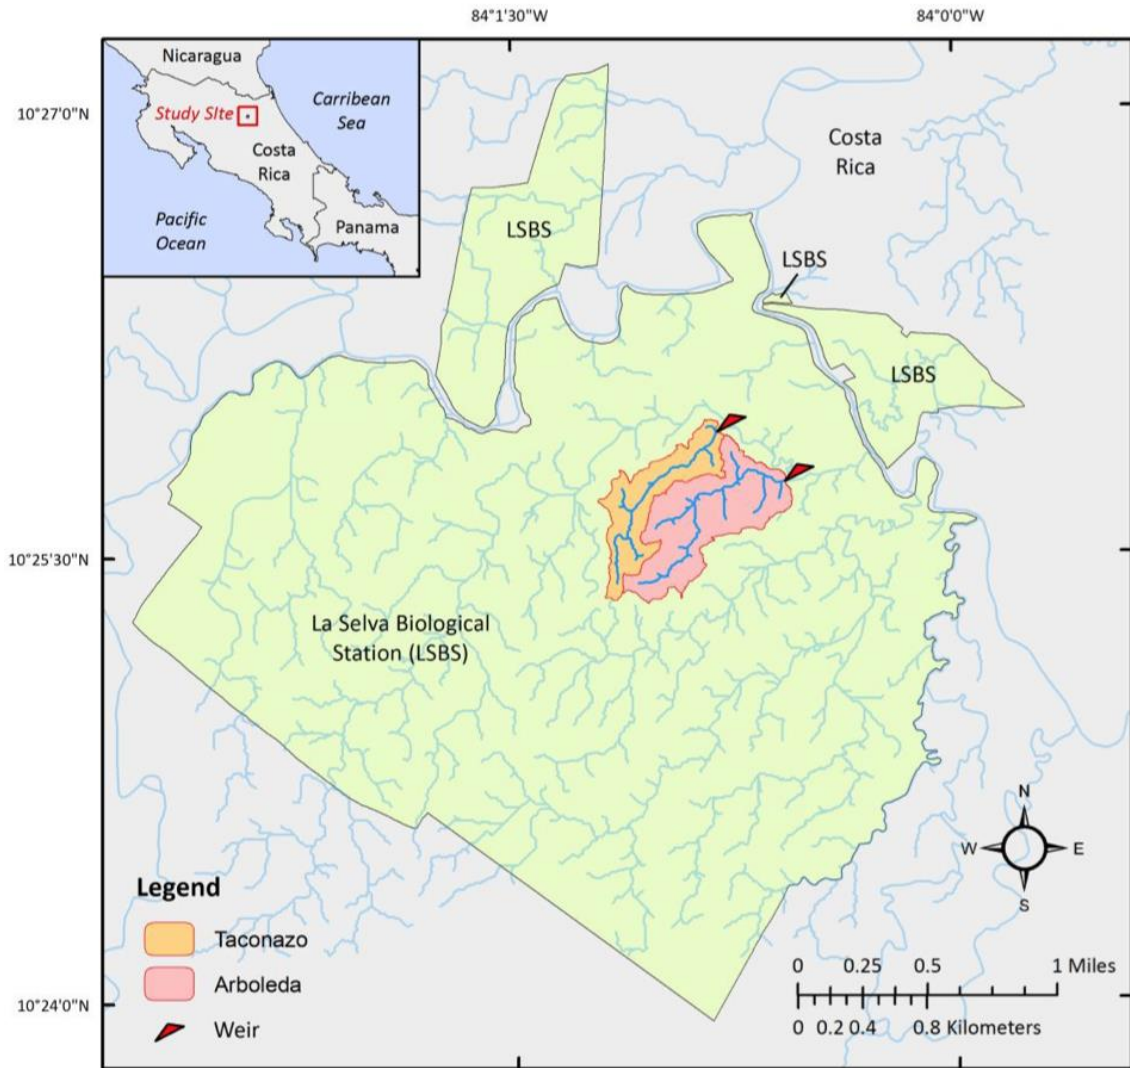 84°1'30"W
84°0'0"W
Nicaragua
Carribean
Sea
Study SIte
Costa
Rica
Pacific
Ocean
Panama
10°27'0"N
Costa
Rica
LSBS
LSBS
LSBS
10°25'30"N
La Selva Biological
Station (LSBS)
N
W E
S
Legend
Taconazo
Arboleda
Weir
0 0.25 0.5 1 Miles
0 0.2 0.4 0.8 Kilometers
10°24'0"N